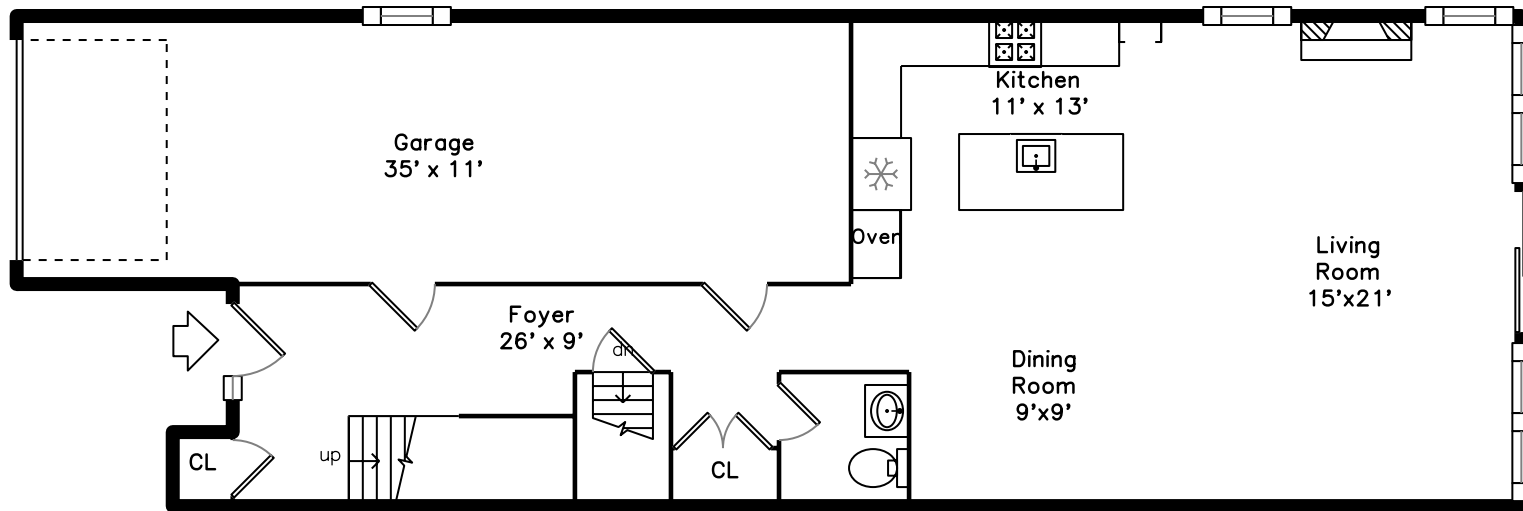 Garage
35' x 11'
Kitchen
11' x 13'
Oven
Living
Room
15'x21'
Foyer
26' x 9'
dn
Dining
Room
9'x9'
up
CL
CL